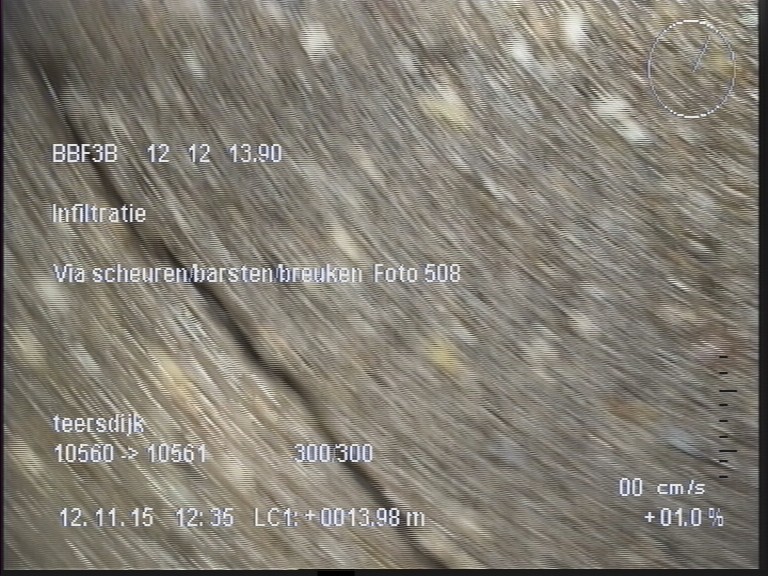 BBF3B 12 12 13.90
Infiltratie
Via scheuren/barsten/breuken Foto 508
teersdijk
10560 -> 10561 300/300
00 cm/s
12. 11. 15 12: 35 LC1: +0013.98 m +01.0 %